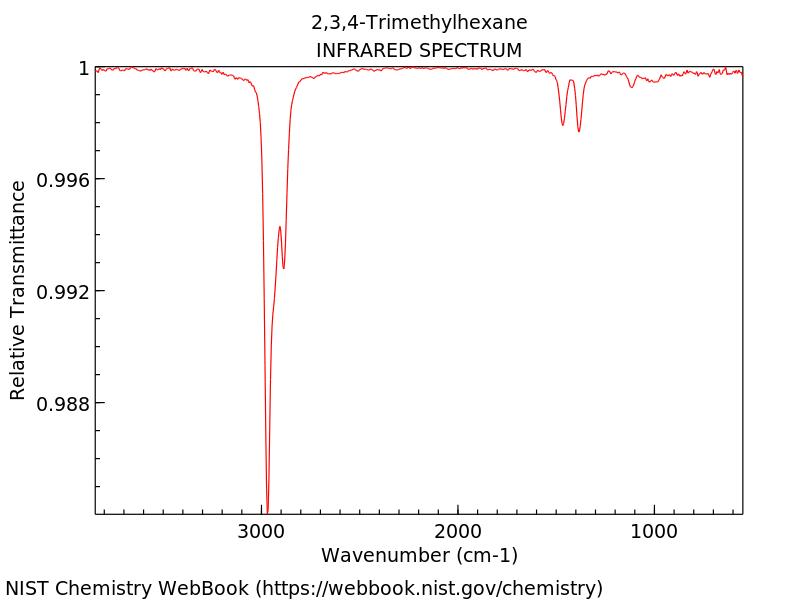 2,3,4-Trimethylhexane
INFRARED SPECTRUM
1
0.996
0.992
0.988
Relative Transmittance
3000 2000 1000
Wavenumber (cm-1)
NIST Chemistry WebBook (https://webbook.nist.gov/chemistry)